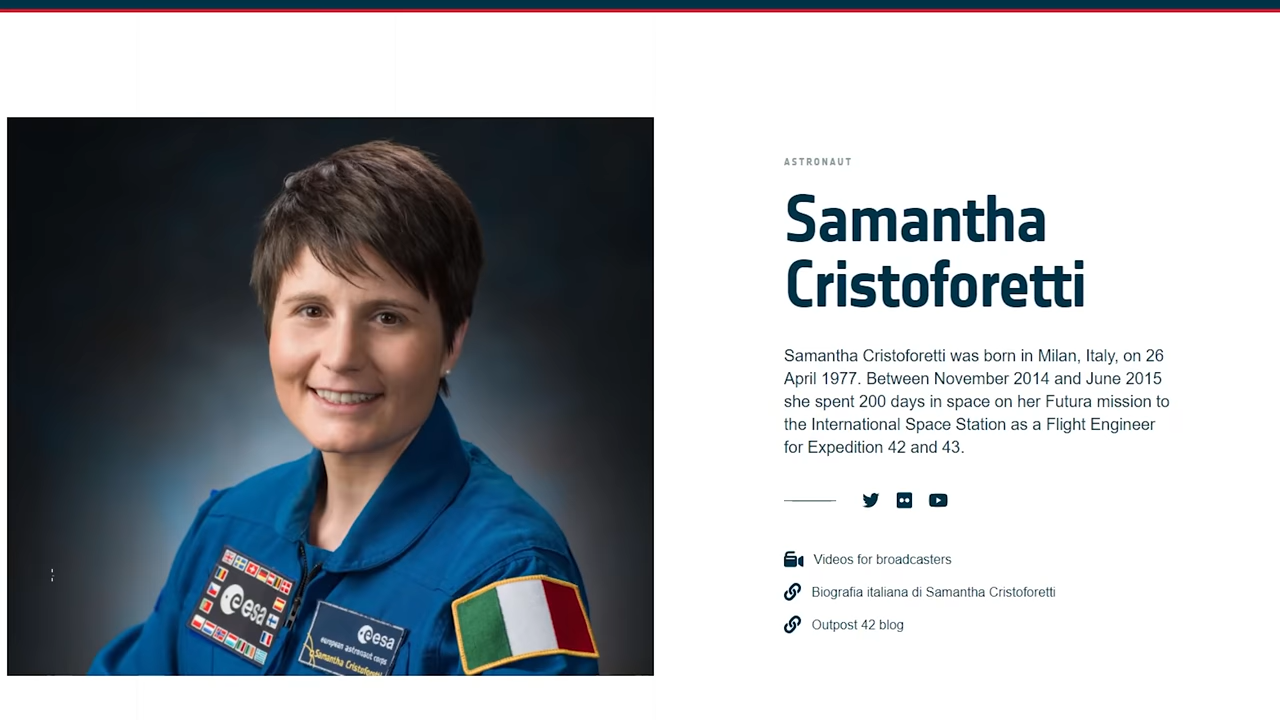 esa
esa
european astronaut corps
Samantha Cristoforetti
ASTRONAUT
Samantha
Cristoforetti
Samantha Cristoforetti was born in Milan, Italy, on 26
April 1977. Between November 2014 and June 2015
she spent 200 days in space on her Futura mission to
the International Space Station as a Flight Engineer
for Expedition 42 and 43.
Videos for broadcasters
Biografia italiana di Samantha Cristoforetti
Outpost 42 blog